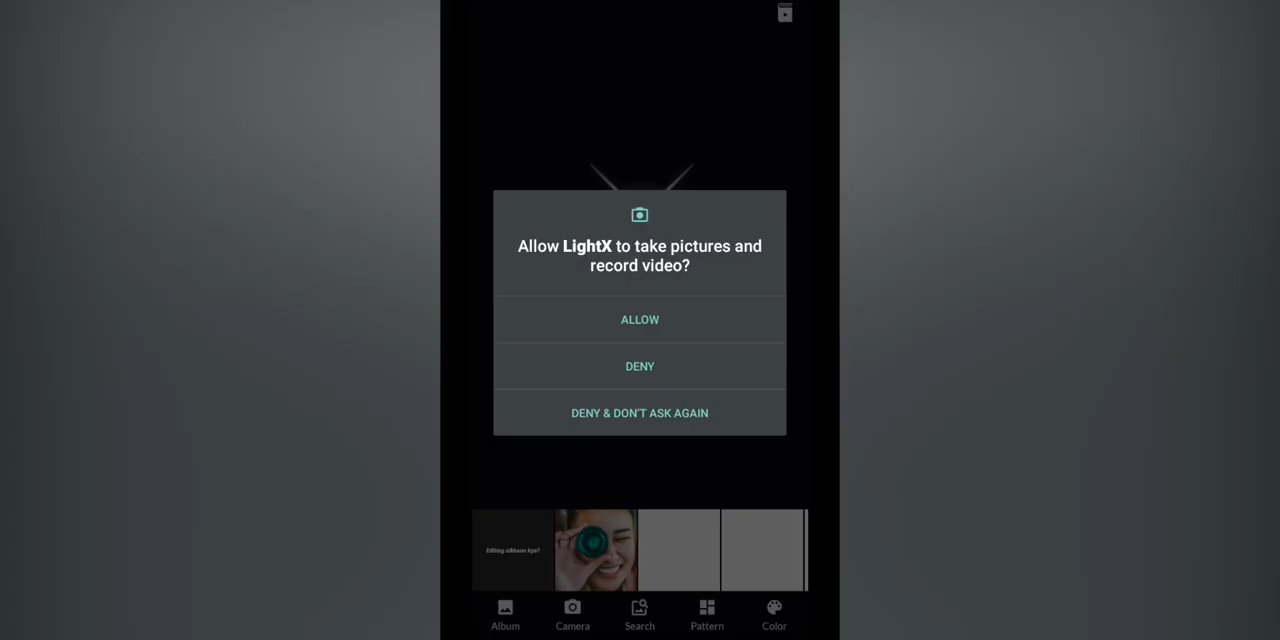 Allow LightX to take pictures and
record video?
ALLOW
DENY
DENY & DON'T ASK AGAIN
Editing sikhaun kya?
Album
Camera
Search
Pattern
Color